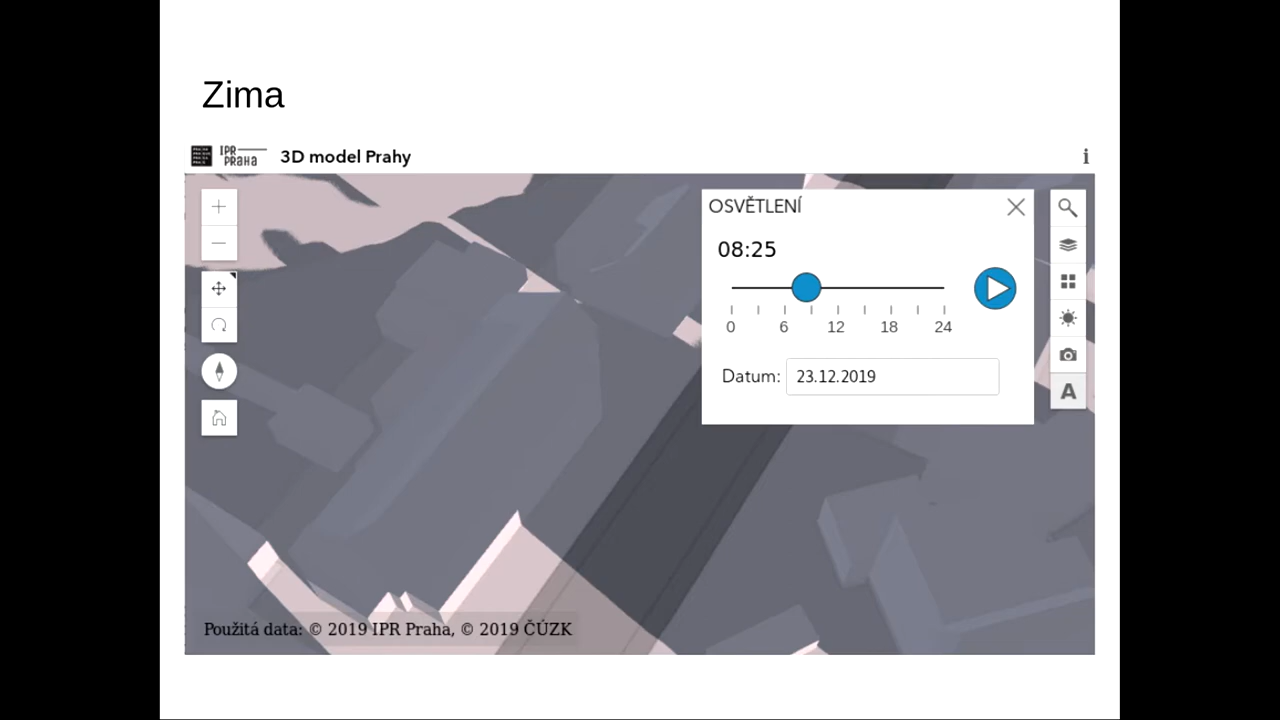 Zima
IPR
PRAHA
3D model Prahy
i
OSVĚTLENÍ
08:25
0 6 12 18 24
Datum: 23.12.2019
A
Použitá data: © 2019 IPR Praha, © 2019 ČÚZK